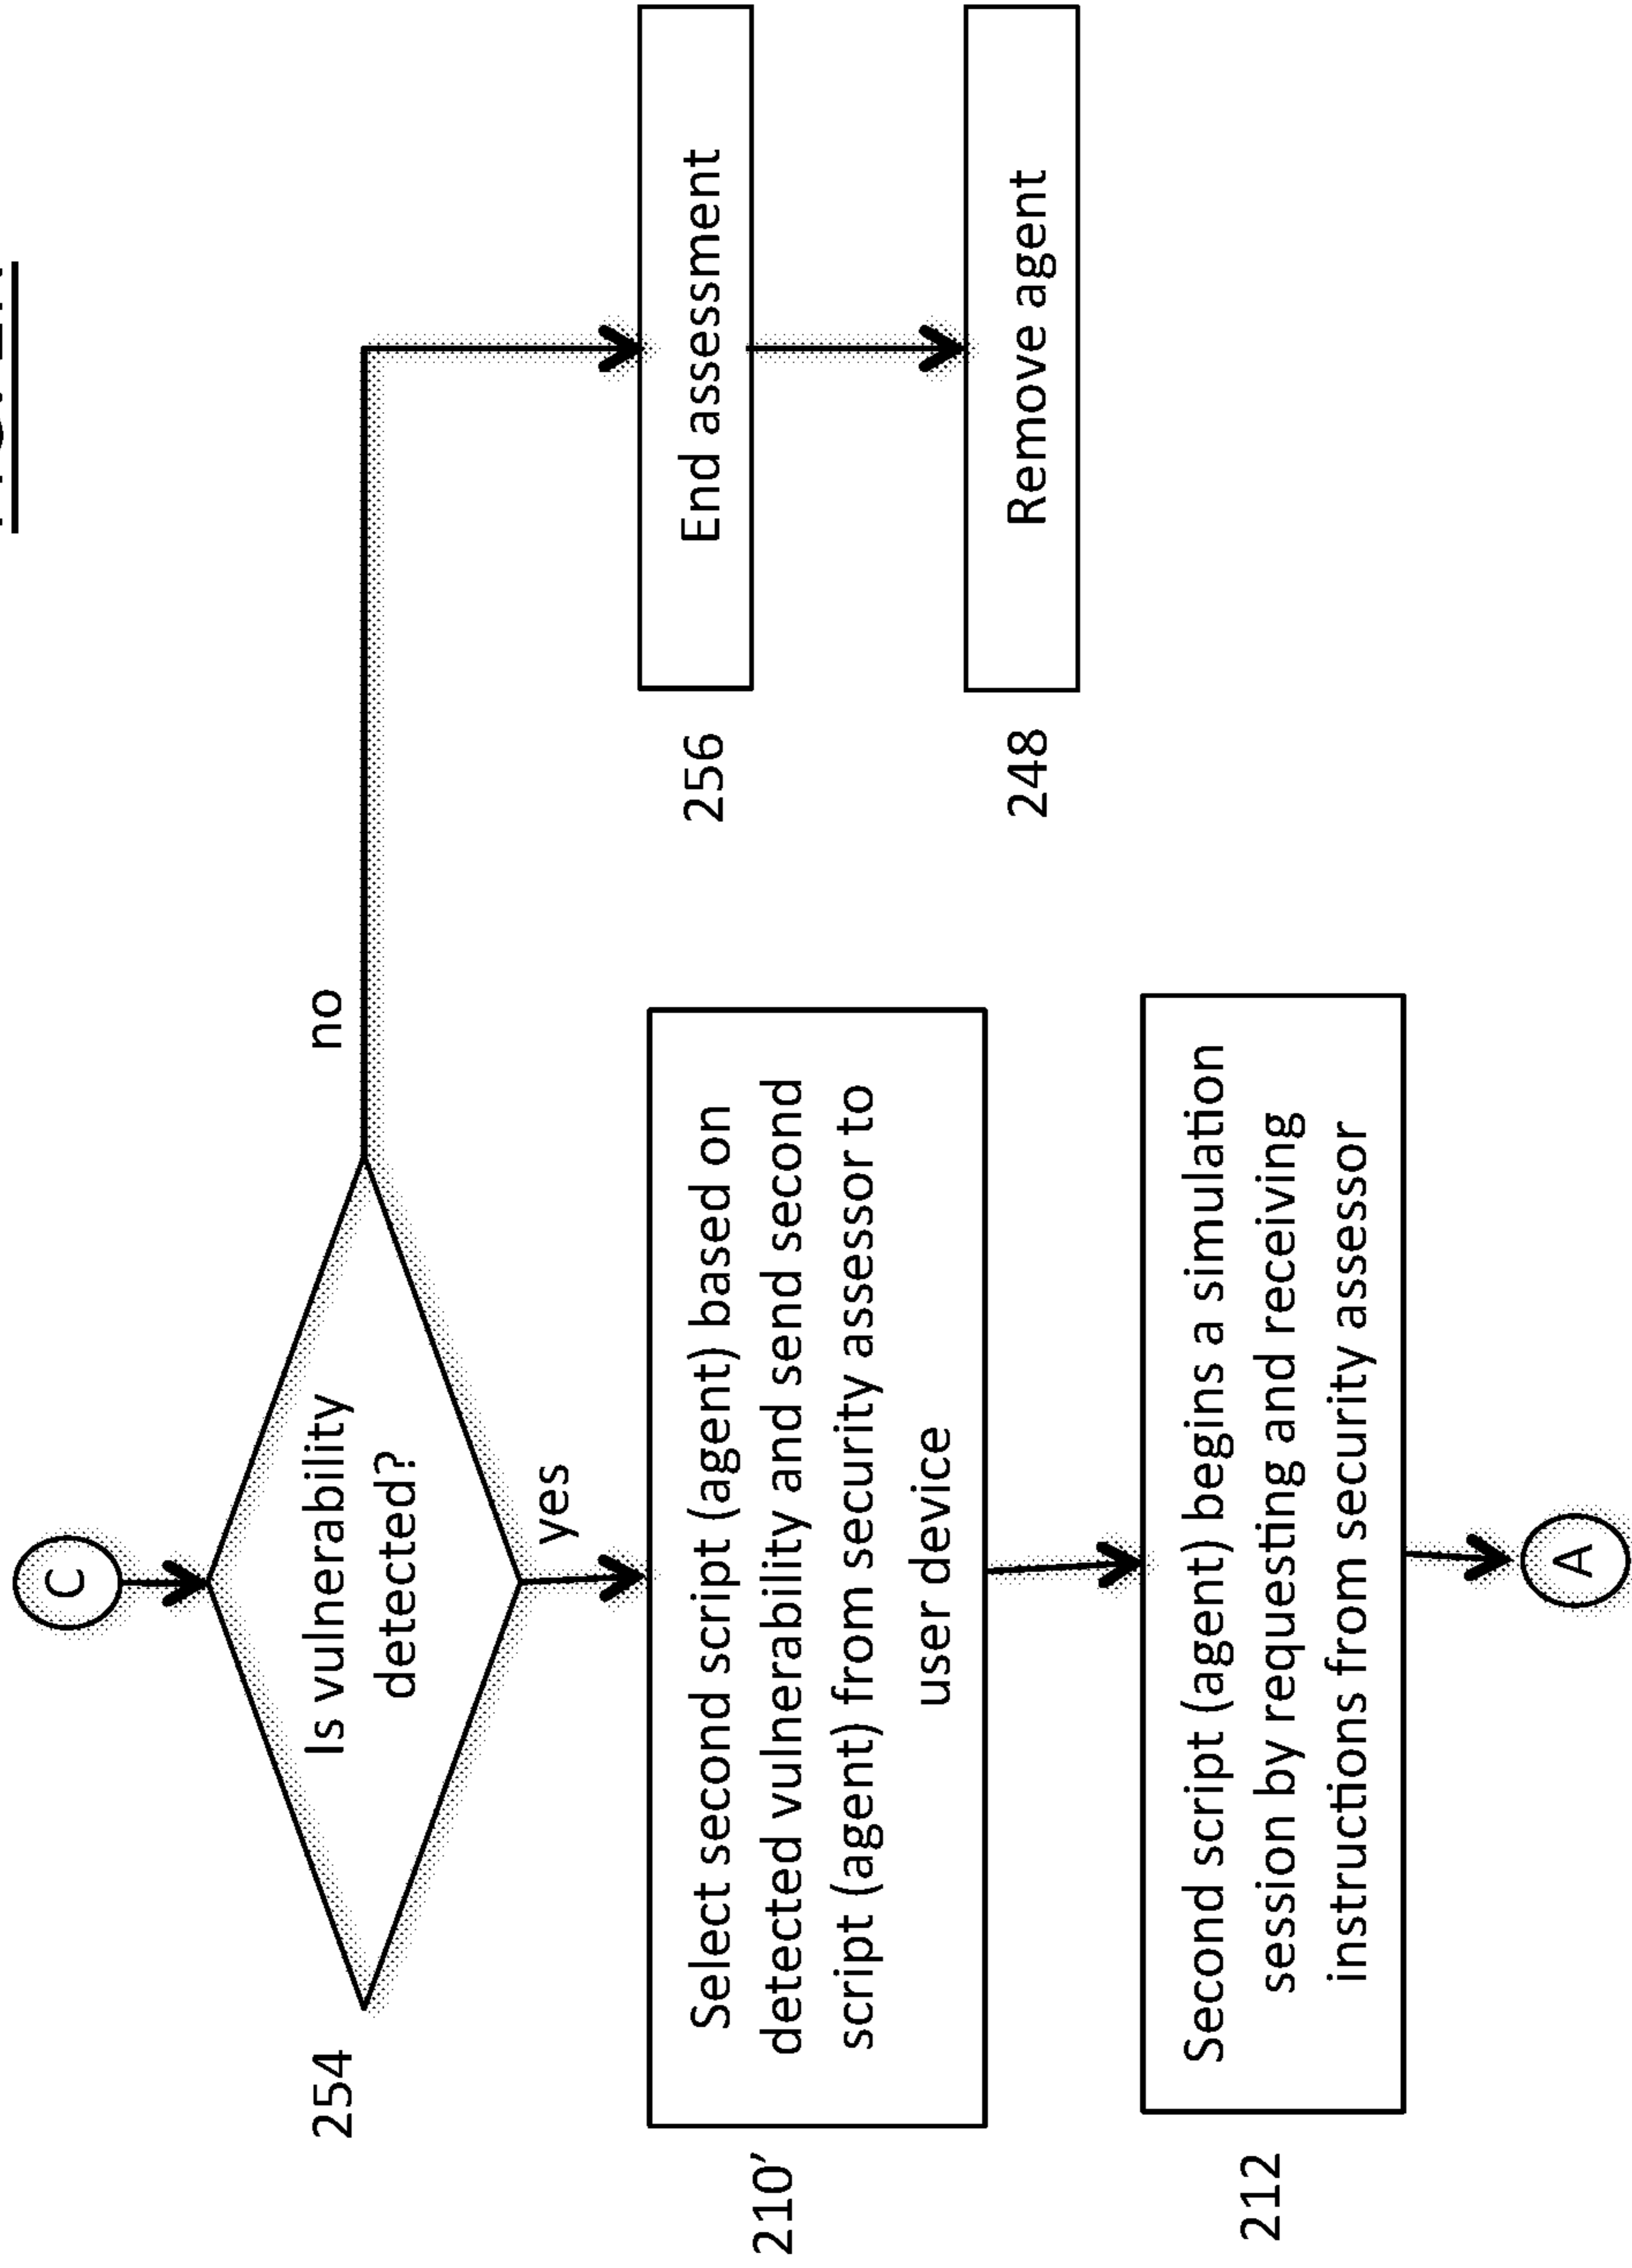 C
254
Is vulnerability
detected?
no
yes
210’
Select second script (agent) based on
detected vulnerability and send second
script (agent) from security assessor to
user device
256
End assessment
248
Remove agent
212
Second script (agent) begins a simulation
session by requesting and receiving
instructions from security assessor
A